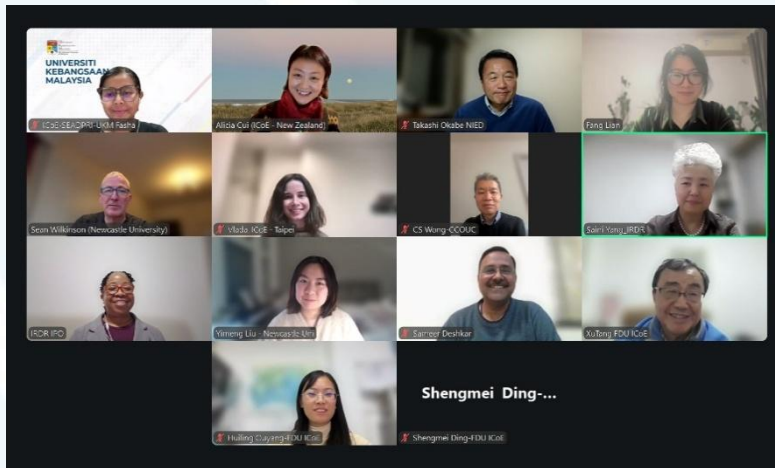 UNIVERSITI
KEBANGSAAN
MALAYSIA
ICoE-SEADPRI-UKM Fasha
Alicia Cui (ICoE - New Zealand)
Takashi Okabe NIED
Fang Lian
Sean Wilkinson (Newcastle University)
Vlada ICoE - Taipei
CS Wong-CCOUC
Saini Yang_IRDR
IRDR IPO
Yimeng Liu - Newcastle Uni
Sameer Deshkar
XuTang FDU ICoE
Huiling Ouyang-FDU ICoE
Shengmei Ding-...
Shengmei Ding-FDU ICoE